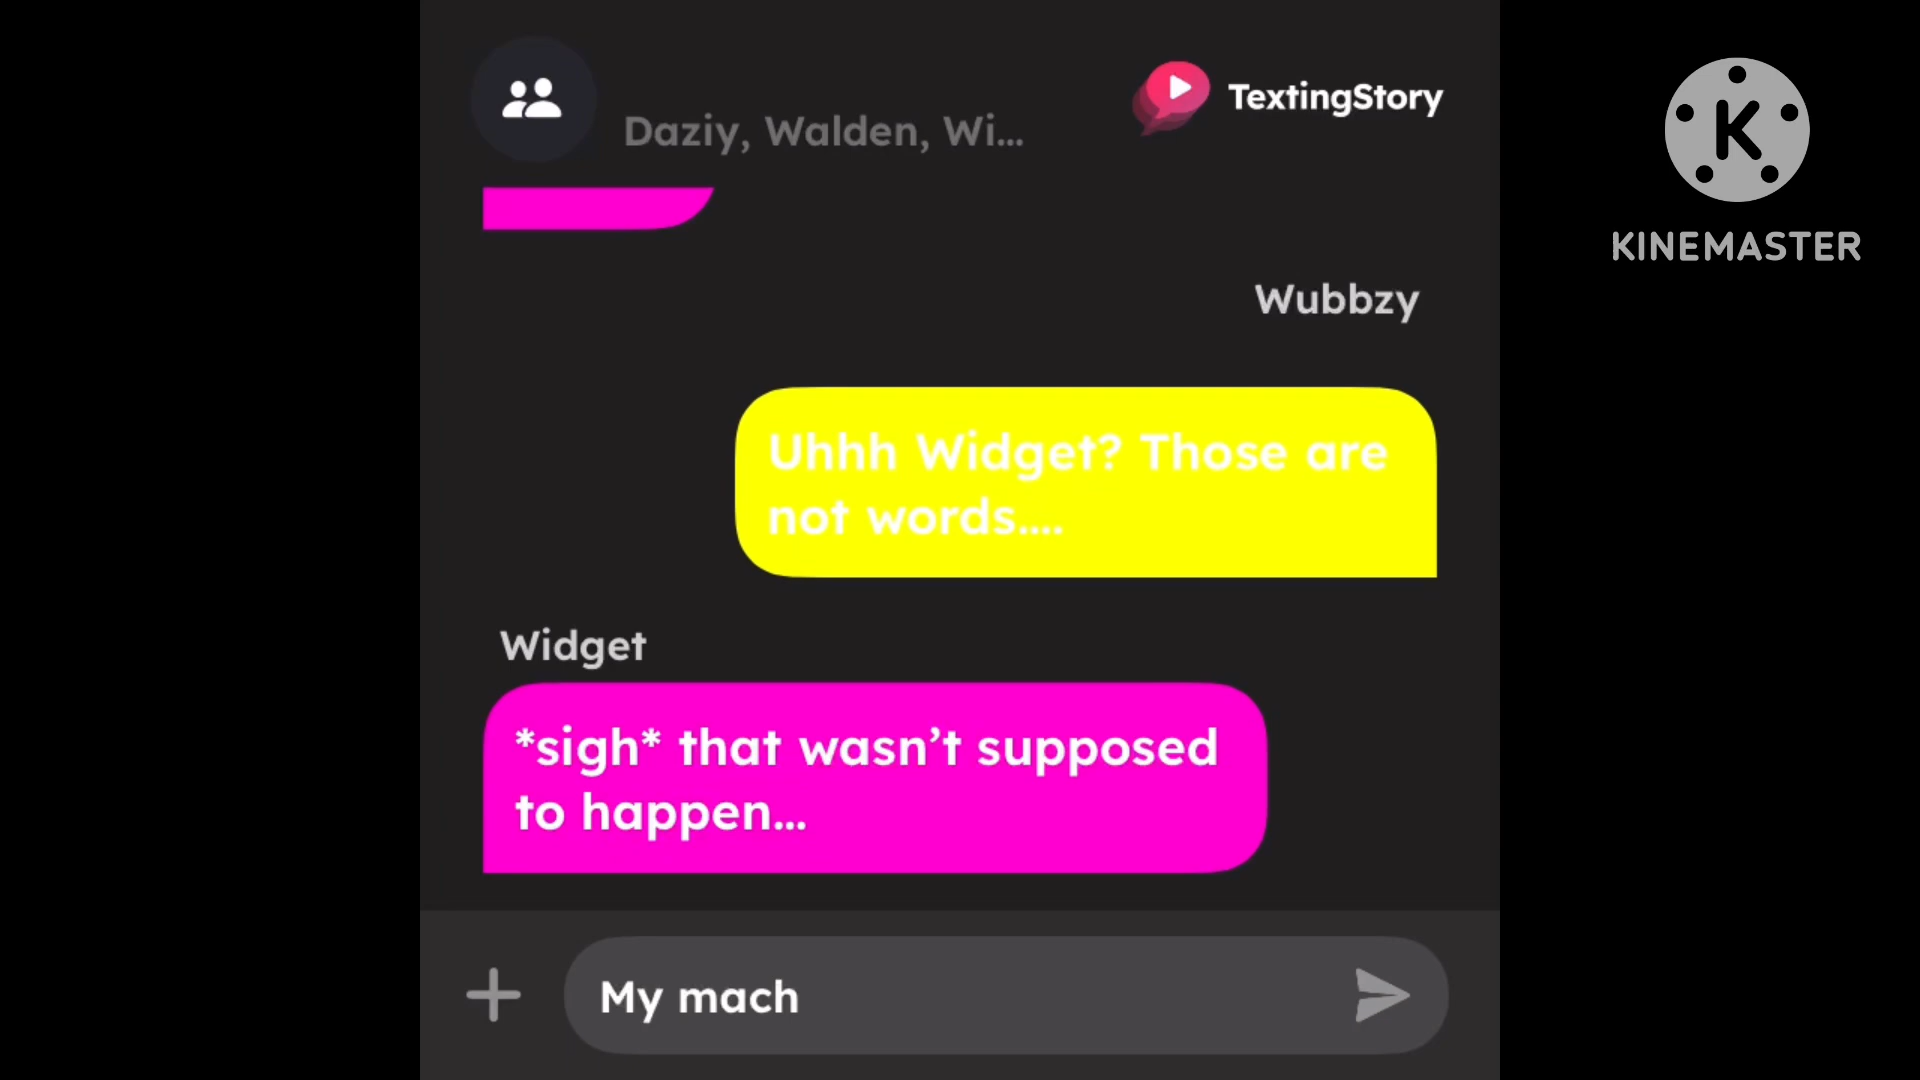 Daziy, Walden, Wi...
TextingStory
K
KINEMASTER
Wubbzy
Uhhh Widget? Those are
not words....
Widget
*sigh* that wasn’t supposed
to happen...
My mach